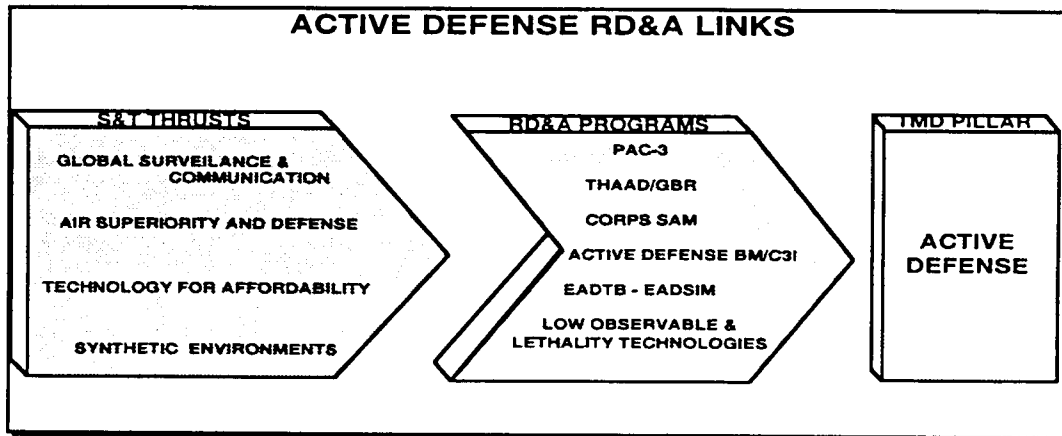 ACTIVE DEFENSE RD&A LINKS
S&T THRUSTS
GLOBAL SURVEILANCE &
COMMUNICATION
AIR SUPERIORITY AND DEFENSE
TECHNOLOGY FOR AFFORDABILITY
SYNTHETIC ENVIRONMENTS
RD&A PROGRAMS
PAC-3
THAAD/GBR
CORPS SAM
ACTIVE DEFENSE BM/C3I
EADTB - EADSIM
LOW OBSERVABLE &
LETHALITY TECHNOLOGIES
TMD PILLAR
ACTIVE
DEFENSE